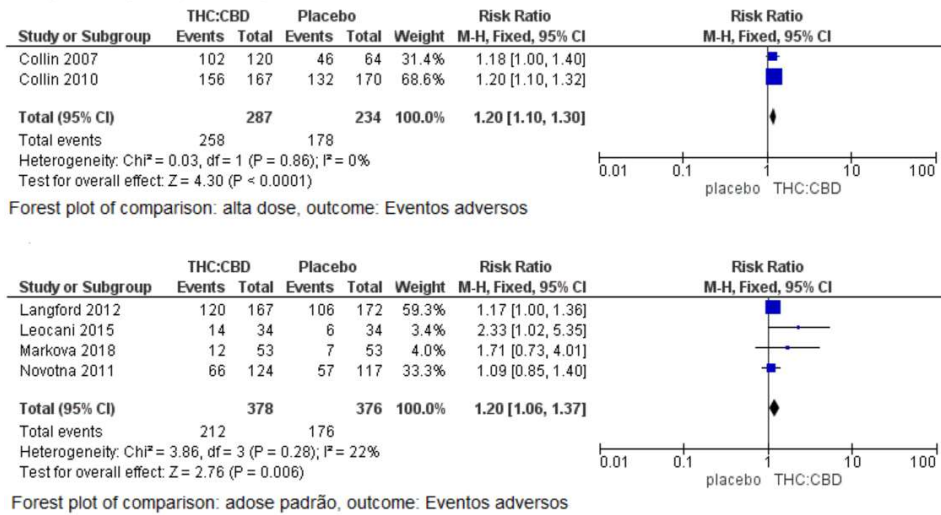 THC:CBD Placebo Risk Ratio Risk Ratio
Study or Subgroup Events Total Events Total Weight M-H, Fixed, 95% CI M-H, Fixed, 95% CI
Collin 2007 102 120 46 64 31.4% 1.18 [1.00, 1.40]
Collin 2010 156 167 132 170 68.6% 1.20 [1.10, 1.32]
Total (95% CI) 287 234 100.0% 1.20 [1.10, 1.30]
Total events 258 178
Heterogeneity: Chi² = 0.03, df = 1 (P = 0.86); I² = 0%
Test for overall effect: Z = 4.30 (P < 0.0001)
0.01 0.1 1 10 100
placebo THC:CBD
Forest plot of comparison: alta dose, outcome: Eventos adversos
THC:CBD Placebo Risk Ratio Risk Ratio
Study or Subgroup Events Total Events Total Weight M-H, Fixed, 95% CI M-H, Fixed, 95% CI
Langford 2012 120 167 106 172 59.3% 1.17 [1.00, 1.36]
Leocani 2015 14 34 6 34 3.4% 2.33 [1.02, 5.35]
Markova 2018 12 53 7 53 4.0% 1.71 [0.73, 4.01]
Novotna 2011 66 124 57 117 33.3% 1.09 [0.85, 1.40]
Total (95% CI) 378 376 100.0% 1.20 [1.06, 1.37]
Total events 212 176
Heterogeneity: Chi² = 3.86, df = 3 (P = 0.28); I² = 22%
Test for overall effect: Z = 2.76 (P = 0.006)
0.01 0.1 1 10 100
placebo THC:CBD
Forest plot of comparison: adose padrão, outcome: Eventos adversos